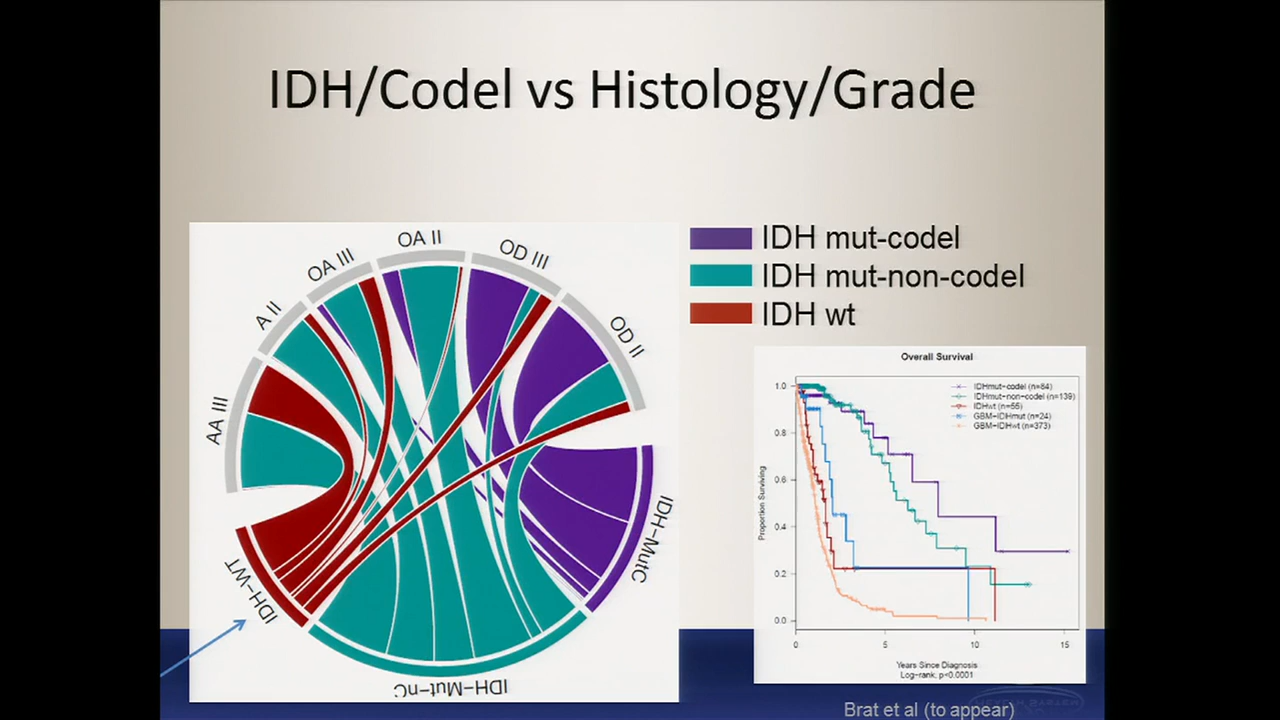 IDH/Codel vs Histology/Grade
IDH mut-codel
IDH mut-non-codel
IDH wt
AA III
A II
OA III
OA II
OD III
OD II
IDH-MutC
IDH-Mut-nC
IDH-WT
Overall Survival
IDHmut-codel (n=84)
IDHmut-non-codel (n=139)
IDHwt (n=55)
GBM-IDHmut (n=24)
GBM-IDHwt (n=373)
Proportion Surviving
1.0
0.8
0.6
0.4
0.2
0.0
0 5 10 15
Years Since Diagnosis
Log-rank, p<0.0001
Brat et al (to appear)